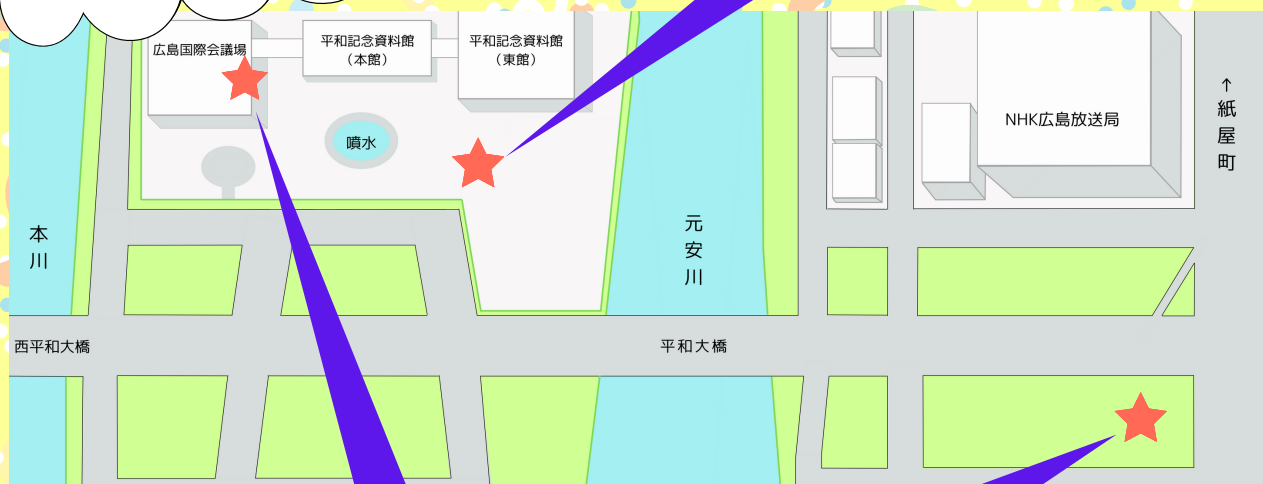 広島国際会議場
平和記念資料館
（本館）
平和記念資料館
（東館）
噴水
NHK広島放送局
↑紙屋町
本川
元安川
西平和大橋
平和大橋